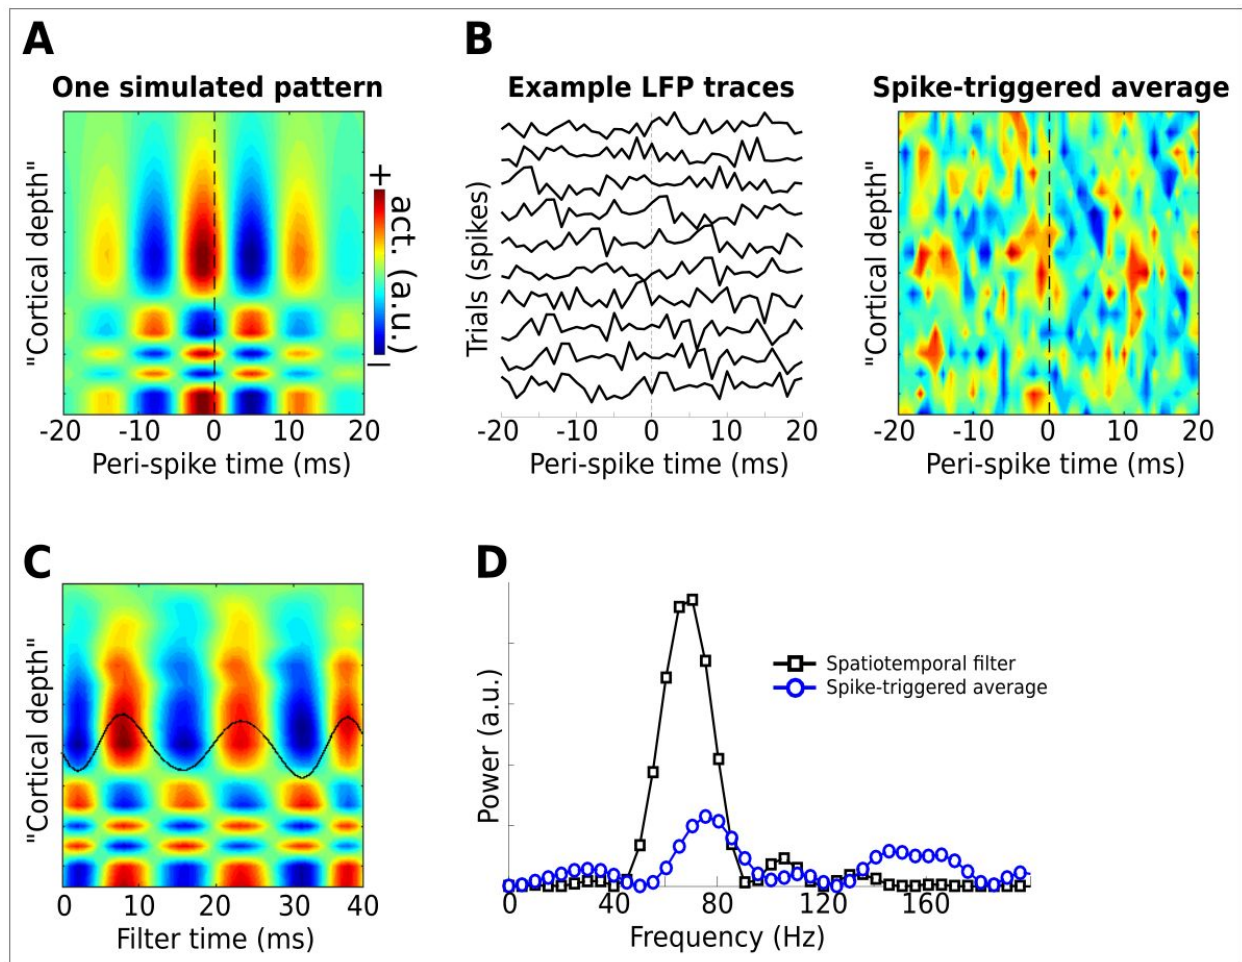 A
One simulated pattern
"Cortical depth"
+
act. (a.u.)
–
-20 -10 0 10 20
Peri-spike time (ms)
B
Example LFP traces
Trials (spikes)
-20 -10 0 10 20
Peri-spike time (ms)
Spike-triggered average
"Cortical depth"
-20 -10 0 10 20
Peri-spike time (ms)
C
"Cortical depth"
0 10 20 30 40
Filter time (ms)
D
Power (a.u.)
Spatiotemporal filter
Spike-triggered average
0 40 80 120 160
Frequency (Hz)